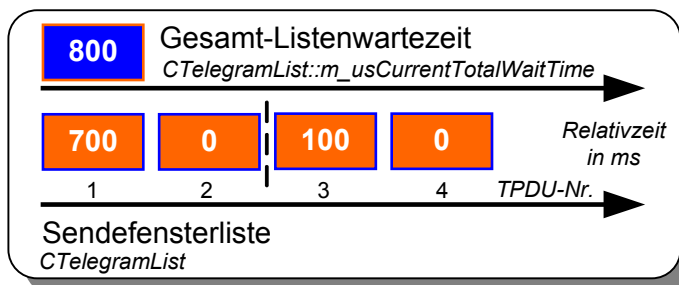 800
Gesamt-Listenwartezeit
CTelegramList::m_usCurrentTotalWaitTime
700 0 100 0
Relativzeit
in ms
1 2 3 4 TPDU-Nr.
Sendefensterliste
CTelegramList